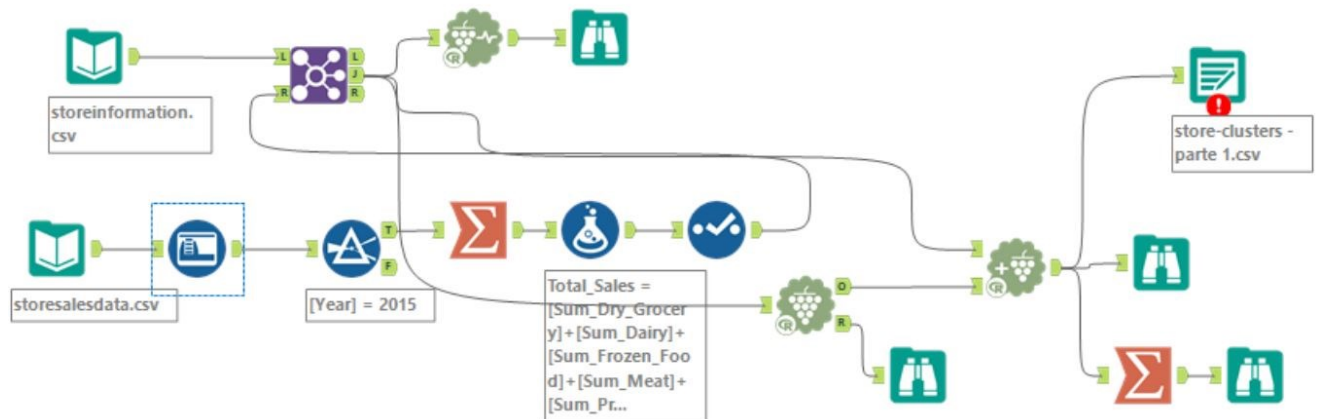 L
L
J
R
R
storeinformation.
csv
R
!
store-clusters -
parte 1.csv
T
F
storesalesdata.csv
[Year] = 2015
Total_Sales =
[Sum_Dry_Grocer
y]+[Sum_Dairy]+
[Sum_Frozen_Foo
d]+[Sum_Meat]+
[Sum_Pr...
+
R
O
R
R